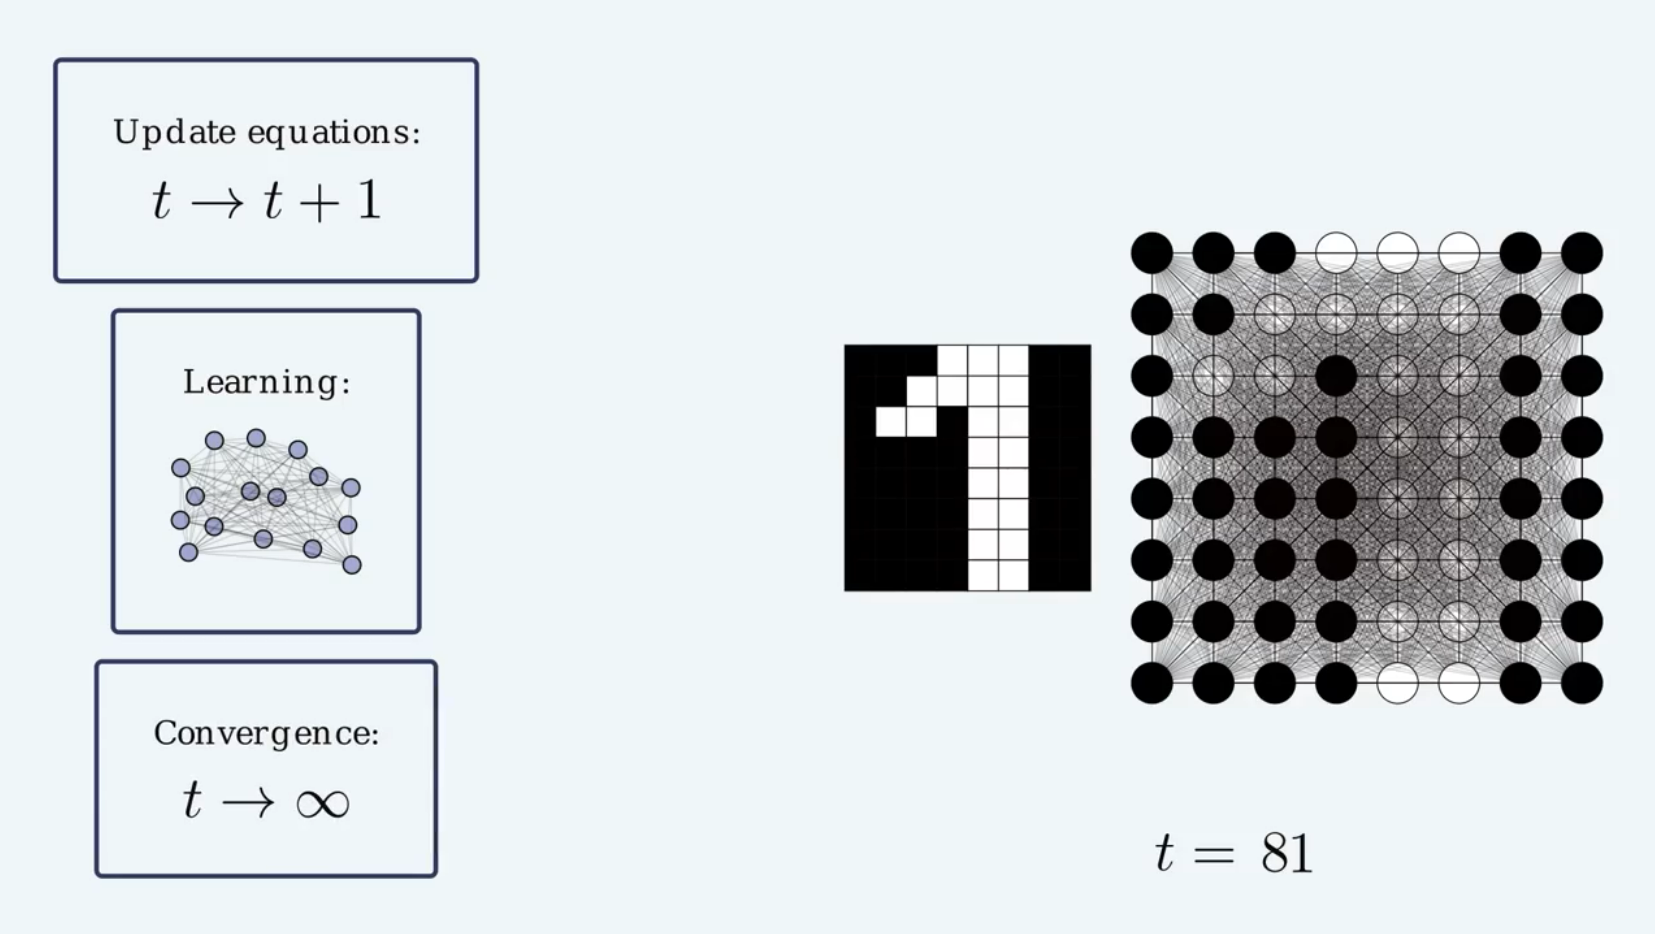 Update equations:
t → t + 1
Learning:
Convergence:
t → ∞
t = 81